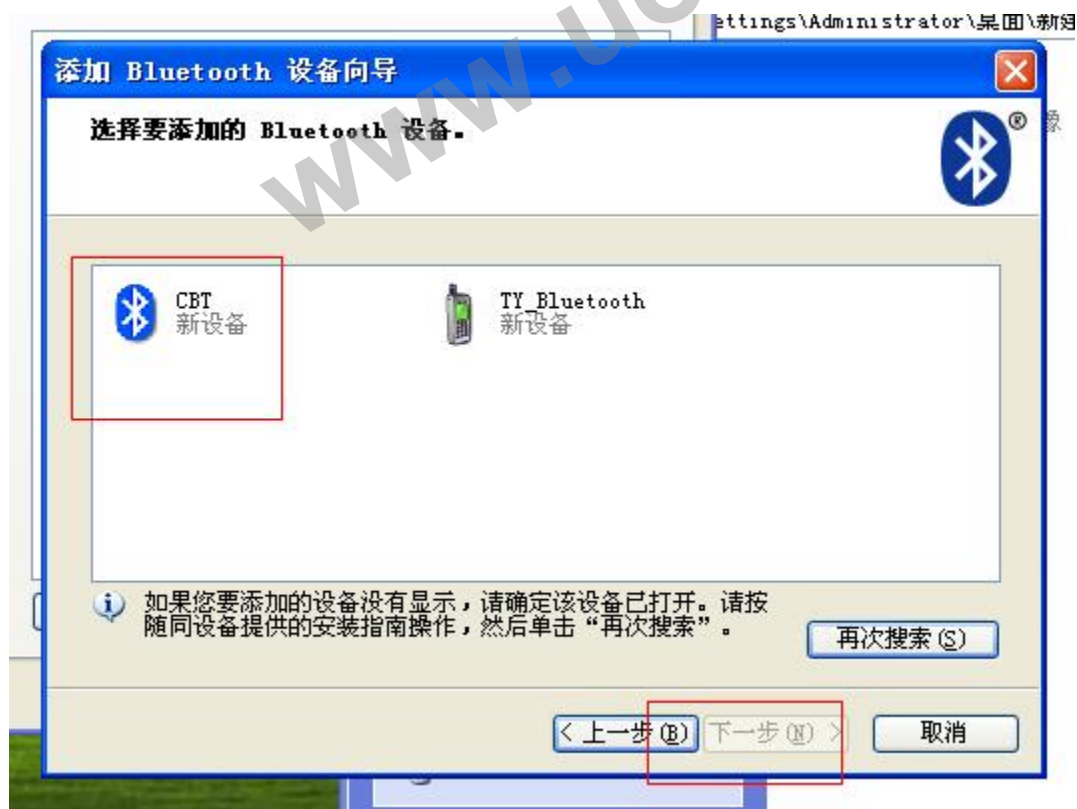 ettings\Administrator\桌面\新建
添加 Bluetooth 设备向导
选择要添加的 Bluetooth 设备。
®
像
CBT
新设备
TY_Bluetooth
新设备
如果您要添加的设备没有显示，请确定该设备已打开。请按
随同设备提供的安装指南操作，然后单击“再次搜索”。
再次搜索(S)
< 上一步(B)
下一步(N) >
取消